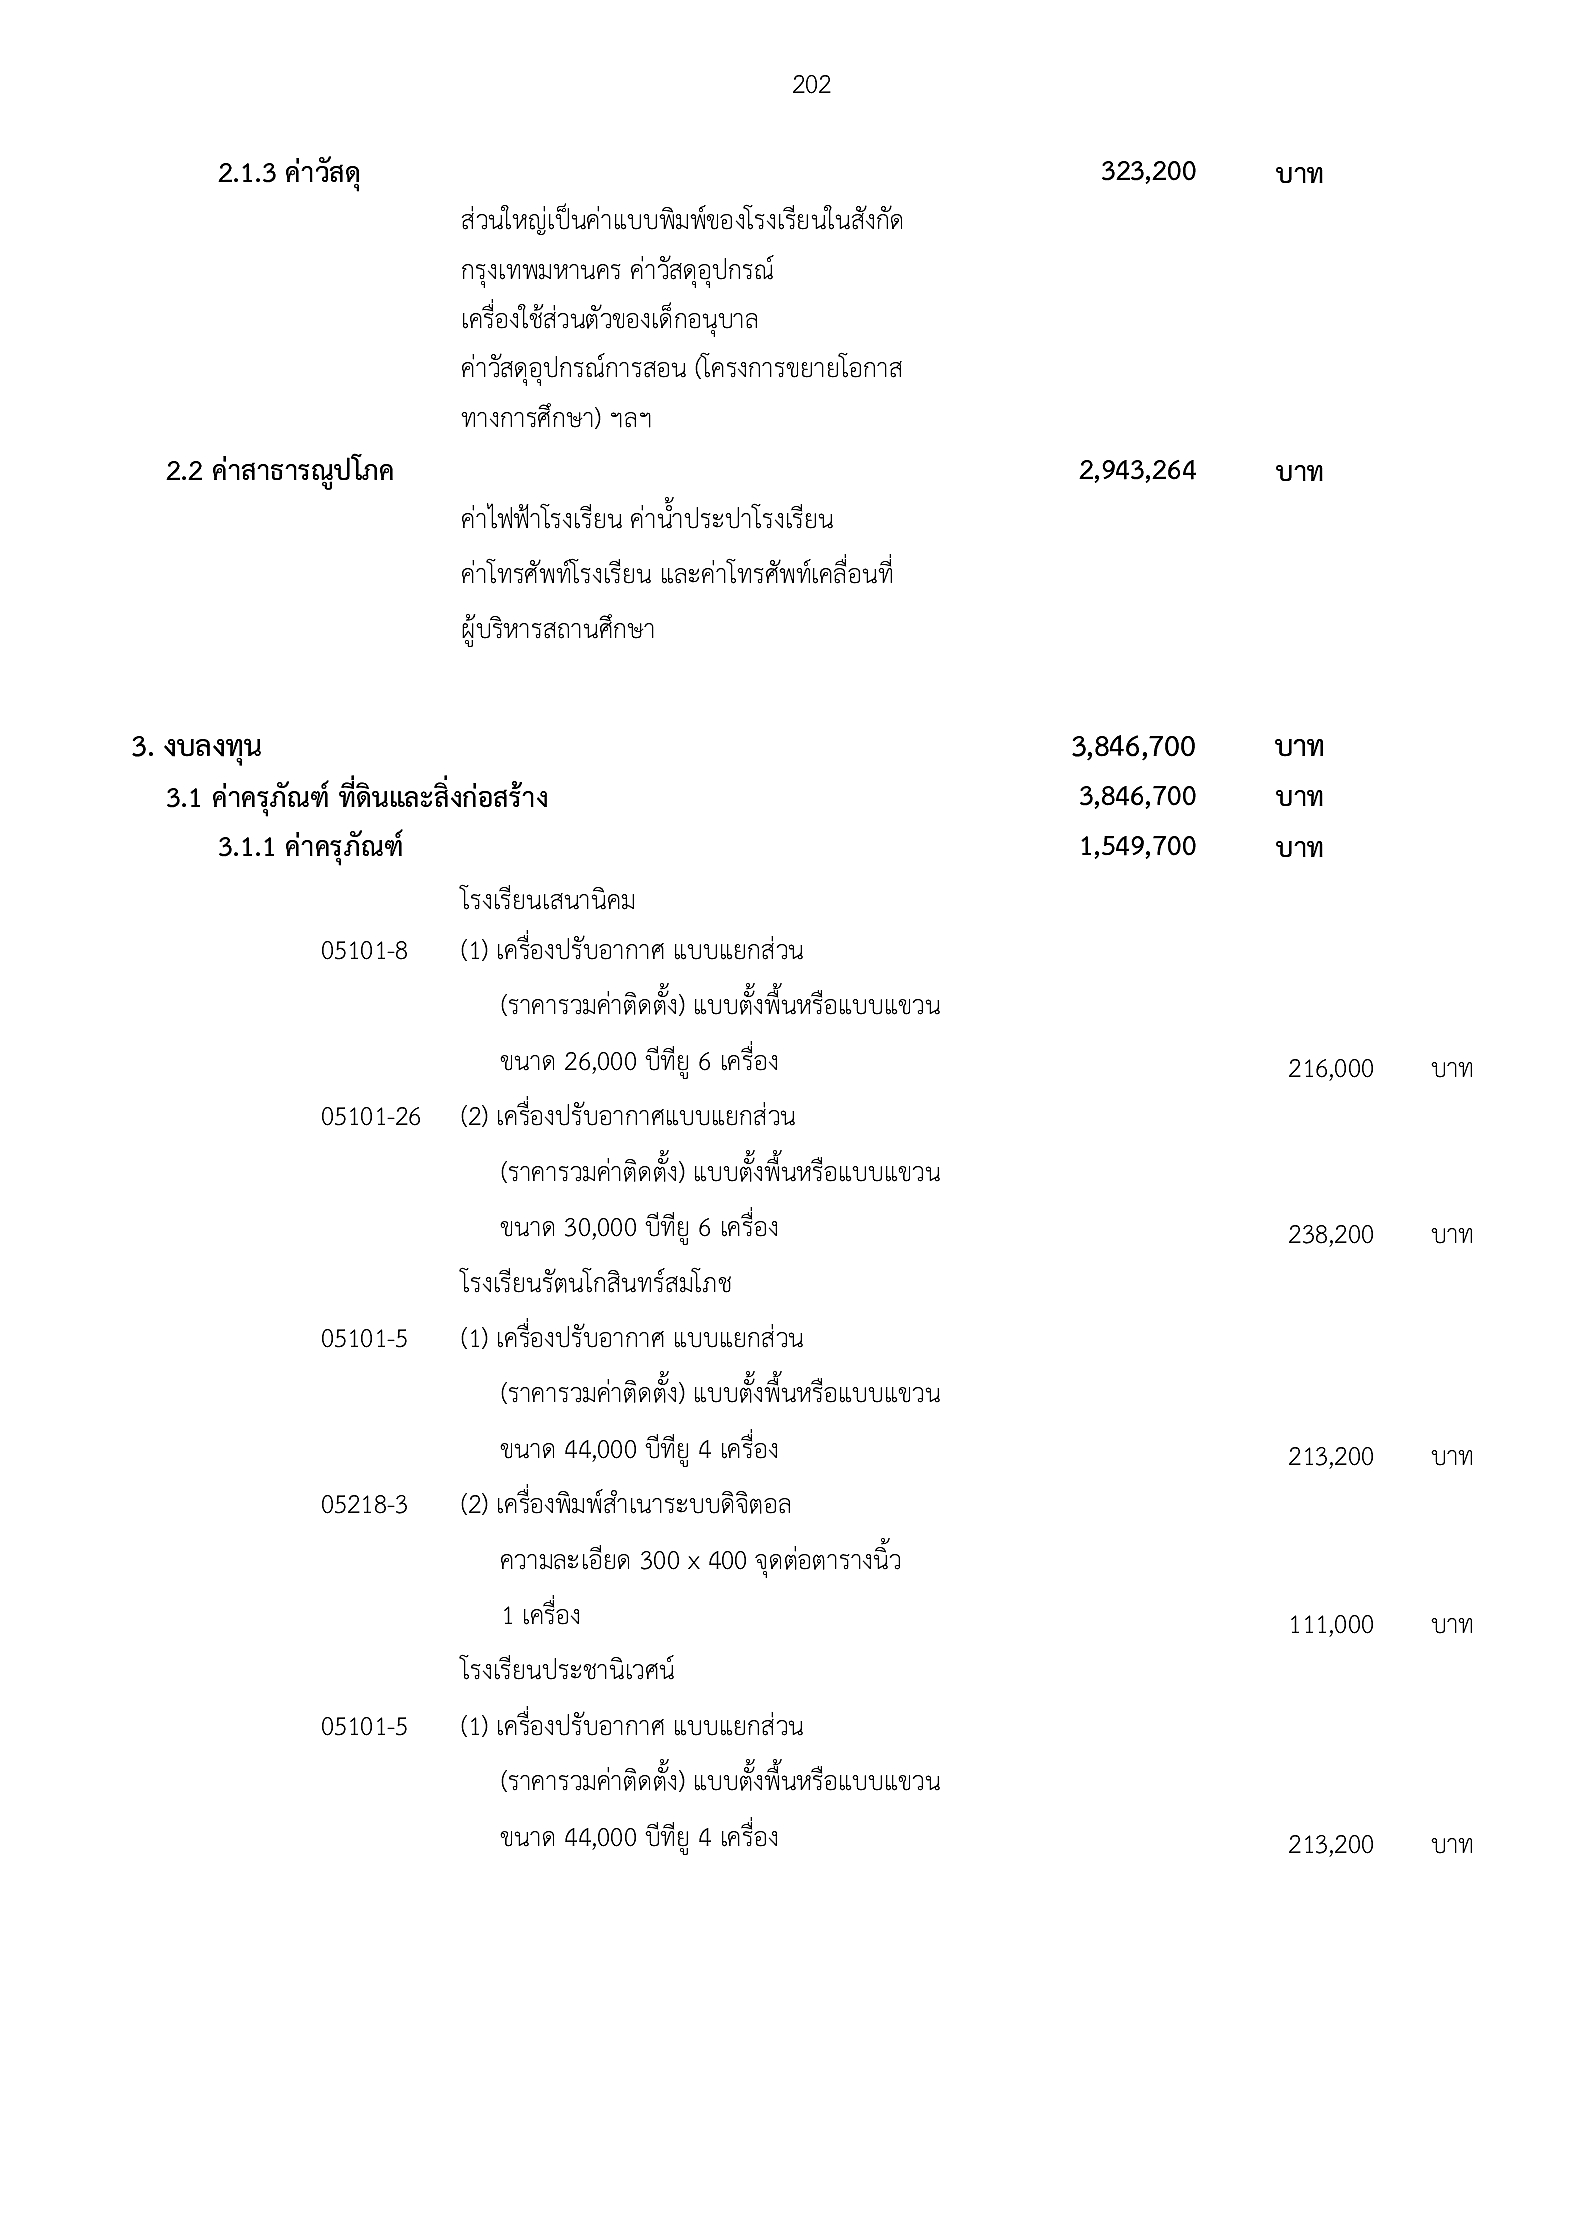 202
2.1.3 ค่าวัสดุ 323,200 บาท
ส่วนใหญ่เป็นค่าแบบพิมพ์ของโรงเรียนในสังกัด
กรุงเทพมหานคร ค่าวัสดุอุปกรณ์
เครื่องใช้ส่วนตัวของเด็กอนุบาล
ค่าวัสดุอุปกรณ์การสอน (โครงการขยายโอกาส
ทางการศึกษา) ฯลฯ
2.2 ค่าสาธารณูปโภค 2,943,264 บาท
ค่าไฟฟ้าโรงเรียน ค่าน้ำประปาโรงเรียน
ค่าโทรศัพท์โรงเรียน และค่าโทรศัพท์เคลื่อนที่
ผู้บริหารสถานศึกษา
3. งบลงทุน 3,846,700 บาท
3.1 ค่าครุภัณฑ์ ที่ดินและสิ่งก่อสร้าง 3,846,700 บาท
3.1.1 ค่าครุภัณฑ์ 1,549,700 บาท
โรงเรียนเสนานิคม
05101-8 (1) เครื่องปรับอากาศ แบบแยกส่วน
(ราคารวมค่าติดตั้ง) แบบตั้งพื้นหรือแบบแขวน
ขนาด 26,000 บีทียู 6 เครื่อง 216,000 บาท
05101-26 (2) เครื่องปรับอากาศแบบแยกส่วน
(ราคารวมค่าติดตั้ง) แบบตั้งพื้นหรือแบบแขวน
ขนาด 30,000 บีทียู 6 เครื่อง 238,200 บาท
โรงเรียนรัตนโกสินทร์สมโภช
05101-5 (1) เครื่องปรับอากาศ แบบแยกส่วน
(ราคารวมค่าติดตั้ง) แบบตั้งพื้นหรือแบบแขวน
ขนาด 44,000 บีทียู 4 เครื่อง 213,200 บาท
05218-3 (2) เครื่องพิมพ์สำเนาระบบดิจิตอล
ความละเอียด 300 x 400 จุดต่อตารางนิ้ว
1 เครื่อง 111,000 บาท
โรงเรียนประชานิเวศน์
05101-5 (1) เครื่องปรับอากาศ แบบแยกส่วน
(ราคารวมค่าติดตั้ง) แบบตั้งพื้นหรือแบบแขวน
ขนาด 44,000 บีทียู 4 เครื่อง 213,200 บาท